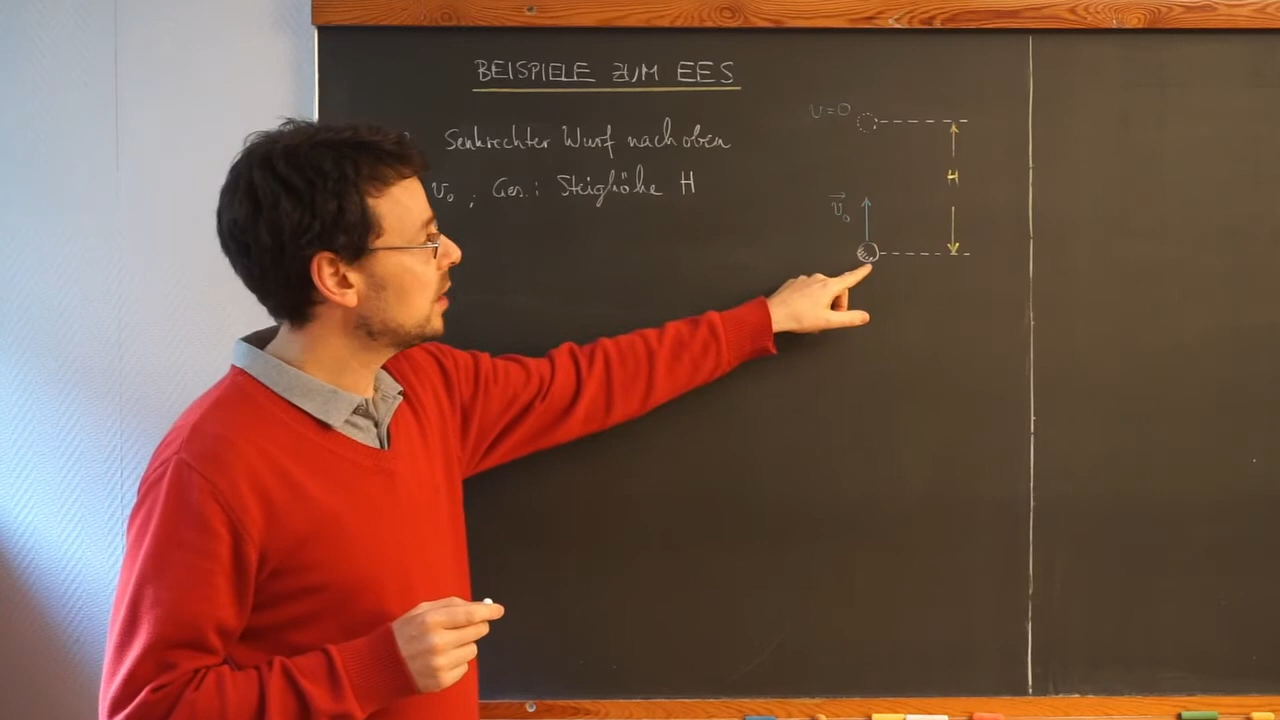 BEISPIELE ZUM EES
Senkrechter Wurf nach oben
v₀ , Ges.: Steighöhe H
v=0
H
v⃗₀